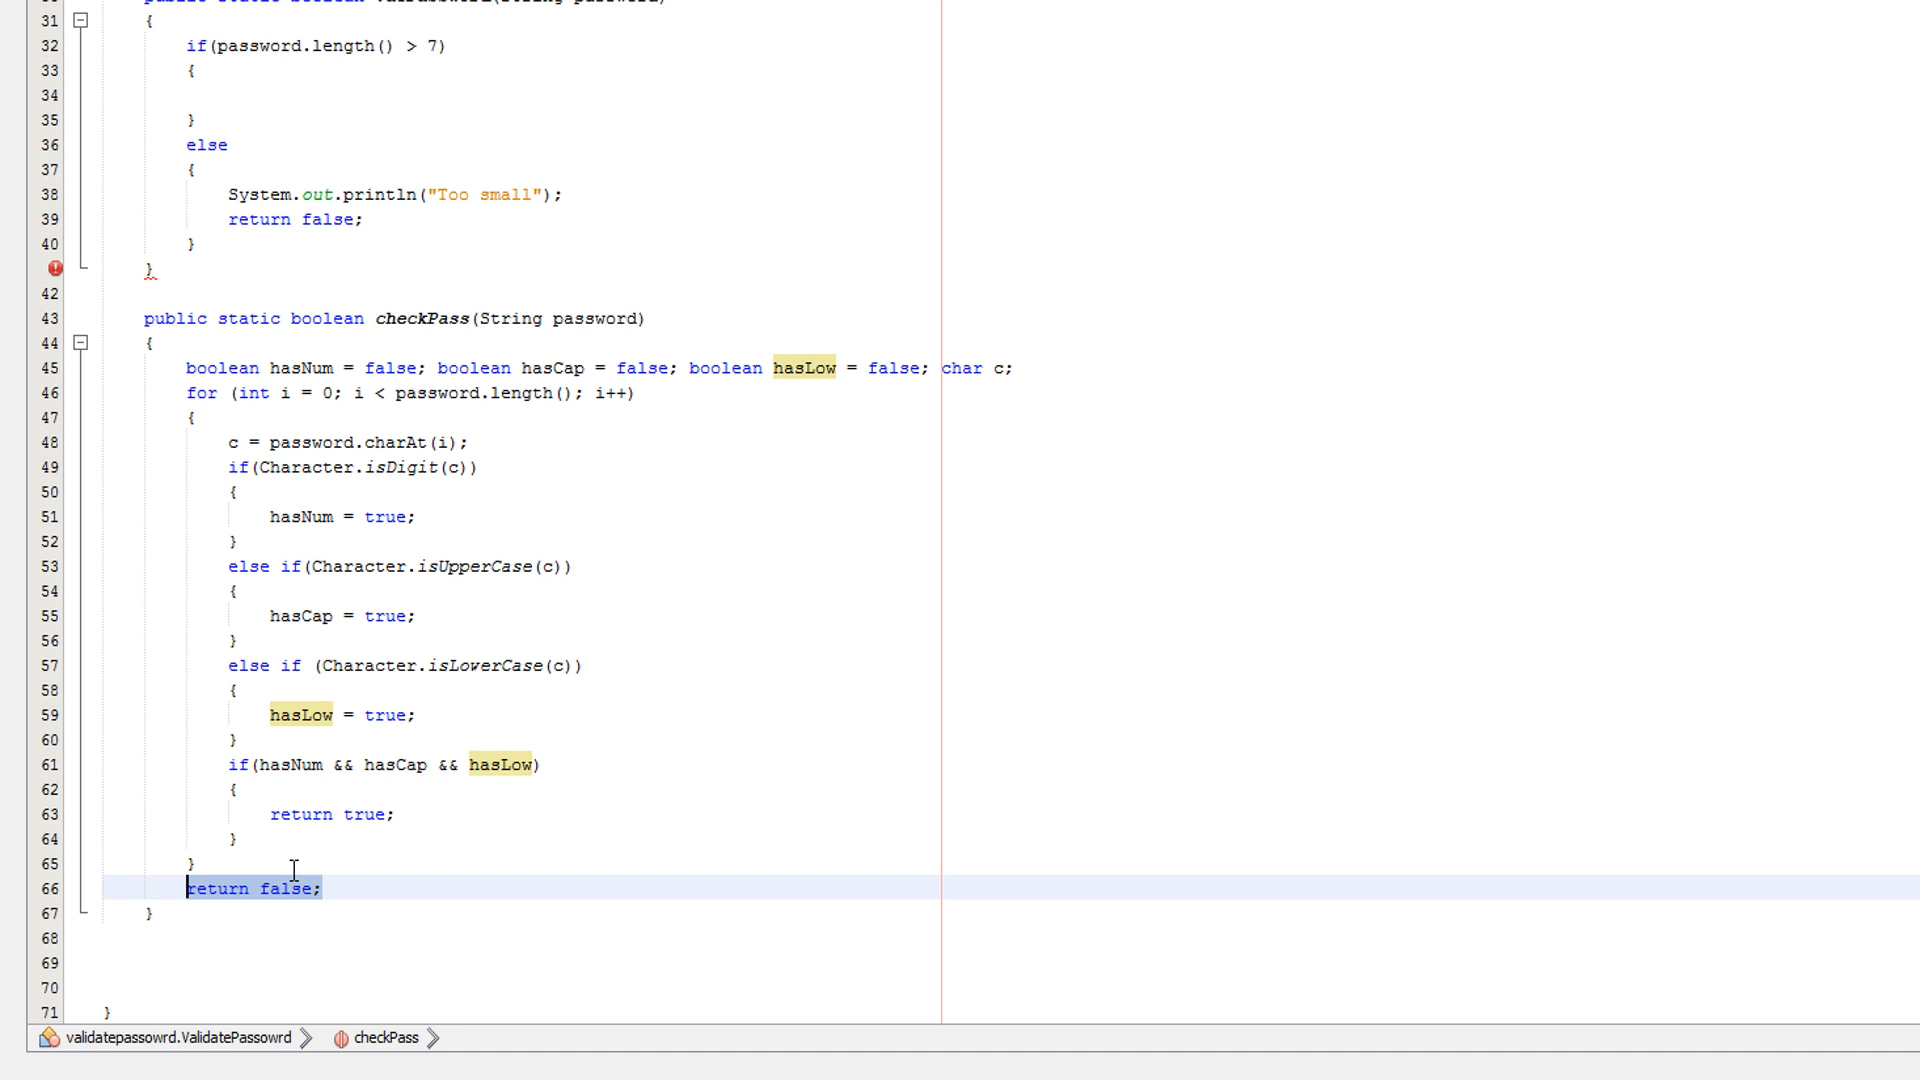 31 {
32 if(password.length() > 7)
33 {
34
35 }
36 else
37 {
38 System.out.println("Too small");
39 return false;
40 }
}
42
43 public static boolean checkPass(String password)
44 {
45 boolean hasNum = false; boolean hasCap = false; boolean hasLow = false; char c;
46 for (int i = 0; i < password.length(); i++)
47 {
48 c = password.charAt(i);
49 if(Character.isDigit(c))
50 {
51 hasNum = true;
52 }
53 else if(Character.isUpperCase(c))
54 {
55 hasCap = true;
56 }
57 else if (Character.isLowerCase(c))
58 {
59 hasLow = true;
60 }
61 if(hasNum && hasCap && hasLow)
62 {
63 return true;
64 }
65 }
66 return false;
67 }
68
69
70
71 }
validatepassowrd.ValidatePassowrd checkPass